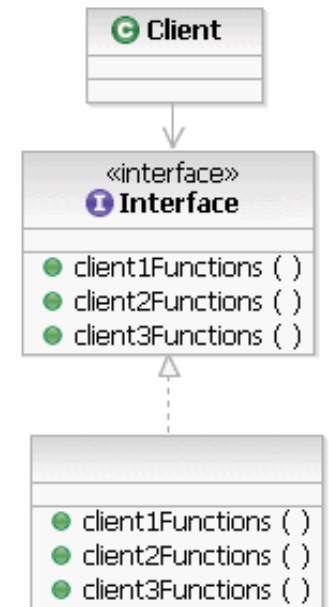 Client
«interface»
Interface
client1Functions ( )
client2Functions ( )
client3Functions ( )
client1Functions ( )
client2Functions ( )
client3Functions ( )